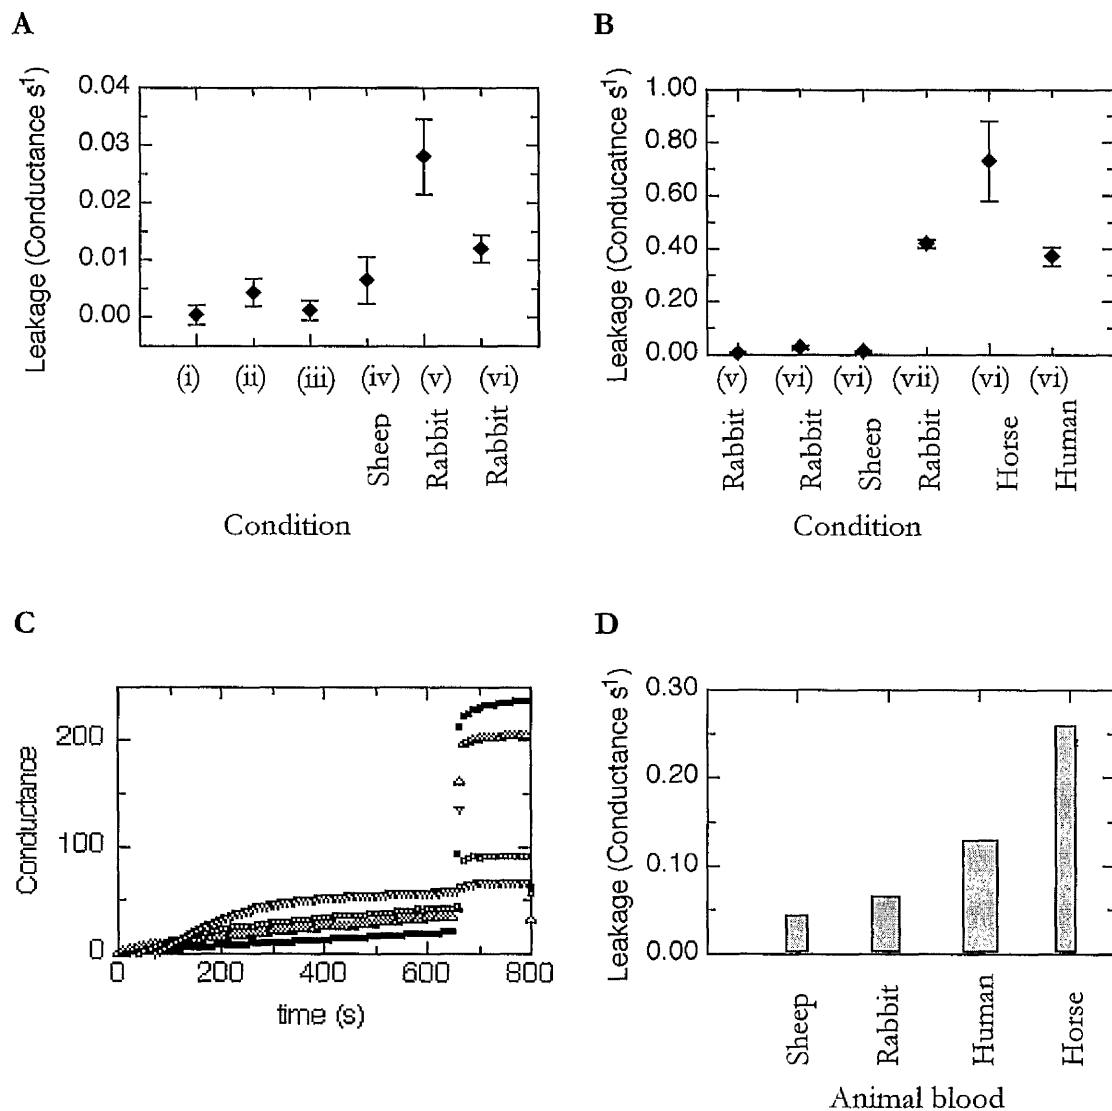 A
Leakage (Conductance s¹)
0.04
0.03
0.02
0.01
0.00
(i) (ii) (iii) (iv) (v) (vi)
Sheep Rabbit Rabbit
Condition
B
Leakage (Conducatnce s¹)
1.00
0.80
0.60
0.40
0.20
0.00
(v) (vi) (vi) (vii) (vi) (vi)
Rabbit Rabbit Sheep Rabbit Horse Human
Condition
C
Conductance
200
100
0
0 200 400 600 800
time (s)
D
Leakage (Conductance s¹)
0.30
0.20
0.10
0.00
Sheep Rabbit Human Horse
Animal blood